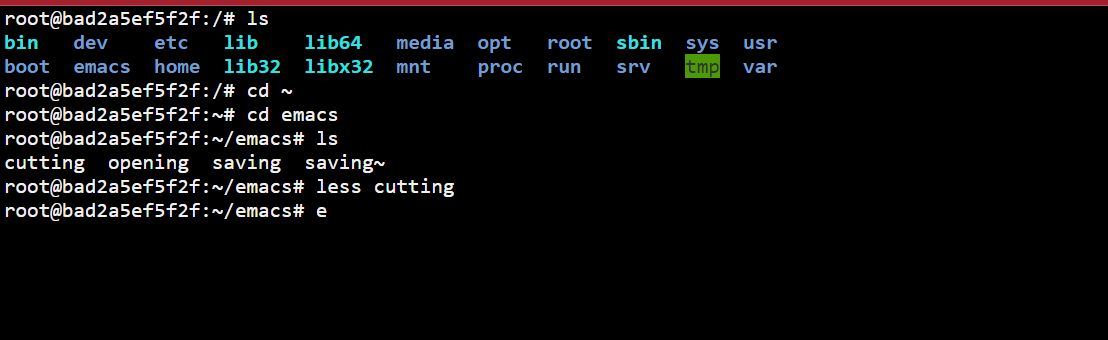 root@bad2a5ef5f2f:/# ls
bin dev etc lib lib64 media opt root sbin sys usr
boot emacs home lib32 libx32 mnt proc run srv tmp var
root@bad2a5ef5f2f:/# cd ~
root@bad2a5ef5f2f:~# cd emacs
root@bad2a5ef5f2f:~/emacs# ls
cutting opening saving saving~
root@bad2a5ef5f2f:~/emacs# less cutting
root@bad2a5ef5f2f:~/emacs# e